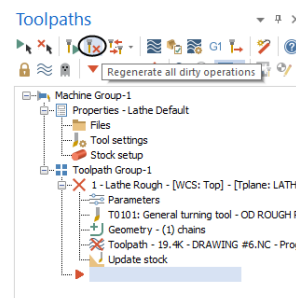 Toolpaths
G1
Regenerate all dirty operations
Machine Group-1
Properties - Lathe Default
Files
Tool settings
Stock setup
Toolpath Group-1
1 - Lathe Rough - [WCS: Top] - [Tplane: LATH
Parameters
T0101: General turning tool - OD ROUGH
Geometry - (1) chains
Toolpath - 19.4K - DRAWING #6.NC -
Update stock